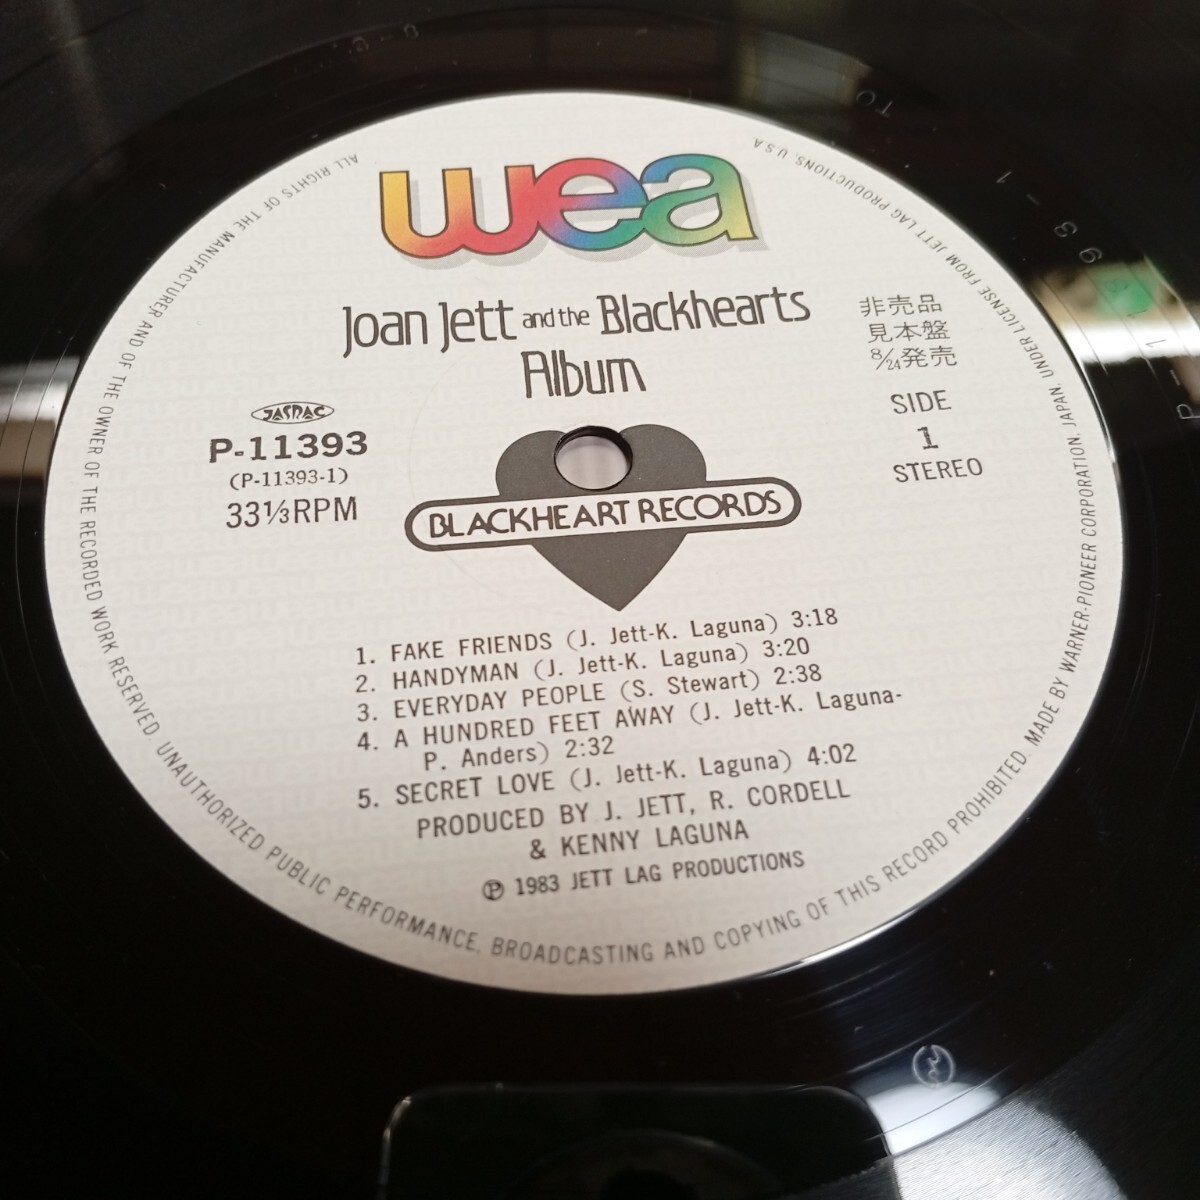 wea
Joan Jett and the Blackhearts
Album
非売品
見本盤
8/24発売
SIDE
1
STEREO
JASRAC
P-11393
(P-11393-1)
33⅓RPM
BLACKHEART RECORDS
1. FAKE FRIENDS (J. Jett-K. Laguna) 3:18
2. HANDYMAN (J. Jett-K. Laguna) 3:20
3. EVERYDAY PEOPLE (S. Stewart) 2:38
4. A HUNDRED FEET AWAY (J. Jett-K. Laguna-
P. Anders) 2:32
5. SECRET LOVE (J. Jett-K. Laguna) 4:02
PRODUCED BY J. JETT, R. CORDELL
& KENNY LAGUNA
Ⓟ 1983 JETT LAG PRODUCTIONS
ALL RIGHTS OF THE MANUFACTURER AND OF THE OWNER OF THE RECORDED WORK RESERVED. UNAUTHORIZED PUBLIC PERFORMANCE, BROADCASTING AND COPYING OF THIS RECORD PROHIBITED. MADE BY WARNER-PIONEER CORPORATION, JAPAN. UNDER LICENSE FROM JETT LAG PRODUCTIONS, U.S.A.